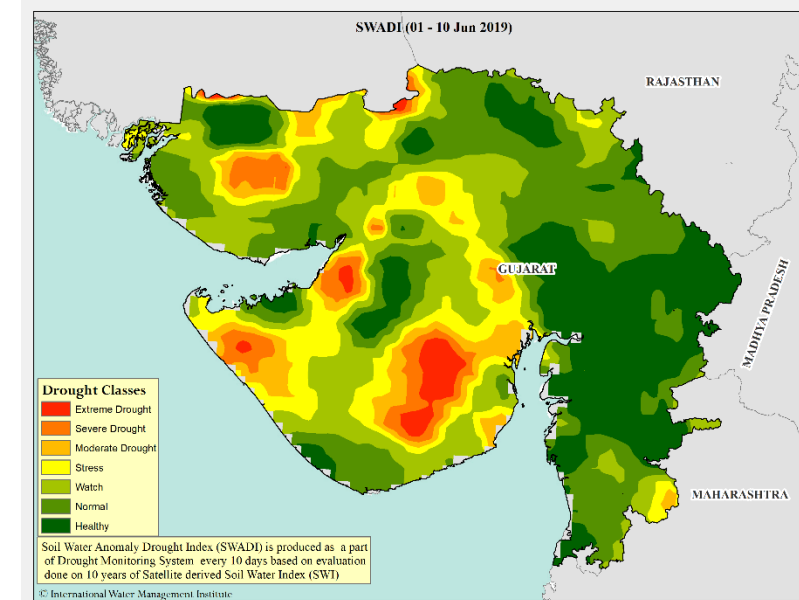 SWADI (01 - 10 Jun 2019)
RAJASTHAN
GUJARAT
MADHYA PRADESH
MAHARASHTRA
Drought Classes
Extreme Drought
Severe Drought
Moderate Drought
Stress
Watch
Normal
Healthy
Soil Water Anomaly Drought Index (SWADI) is produced as a part
of Drought Monitoring System every 10 days based on evaluation
done on 10 years of Satellite derived Soil Water Index (SWI)
© International Water Management Institute